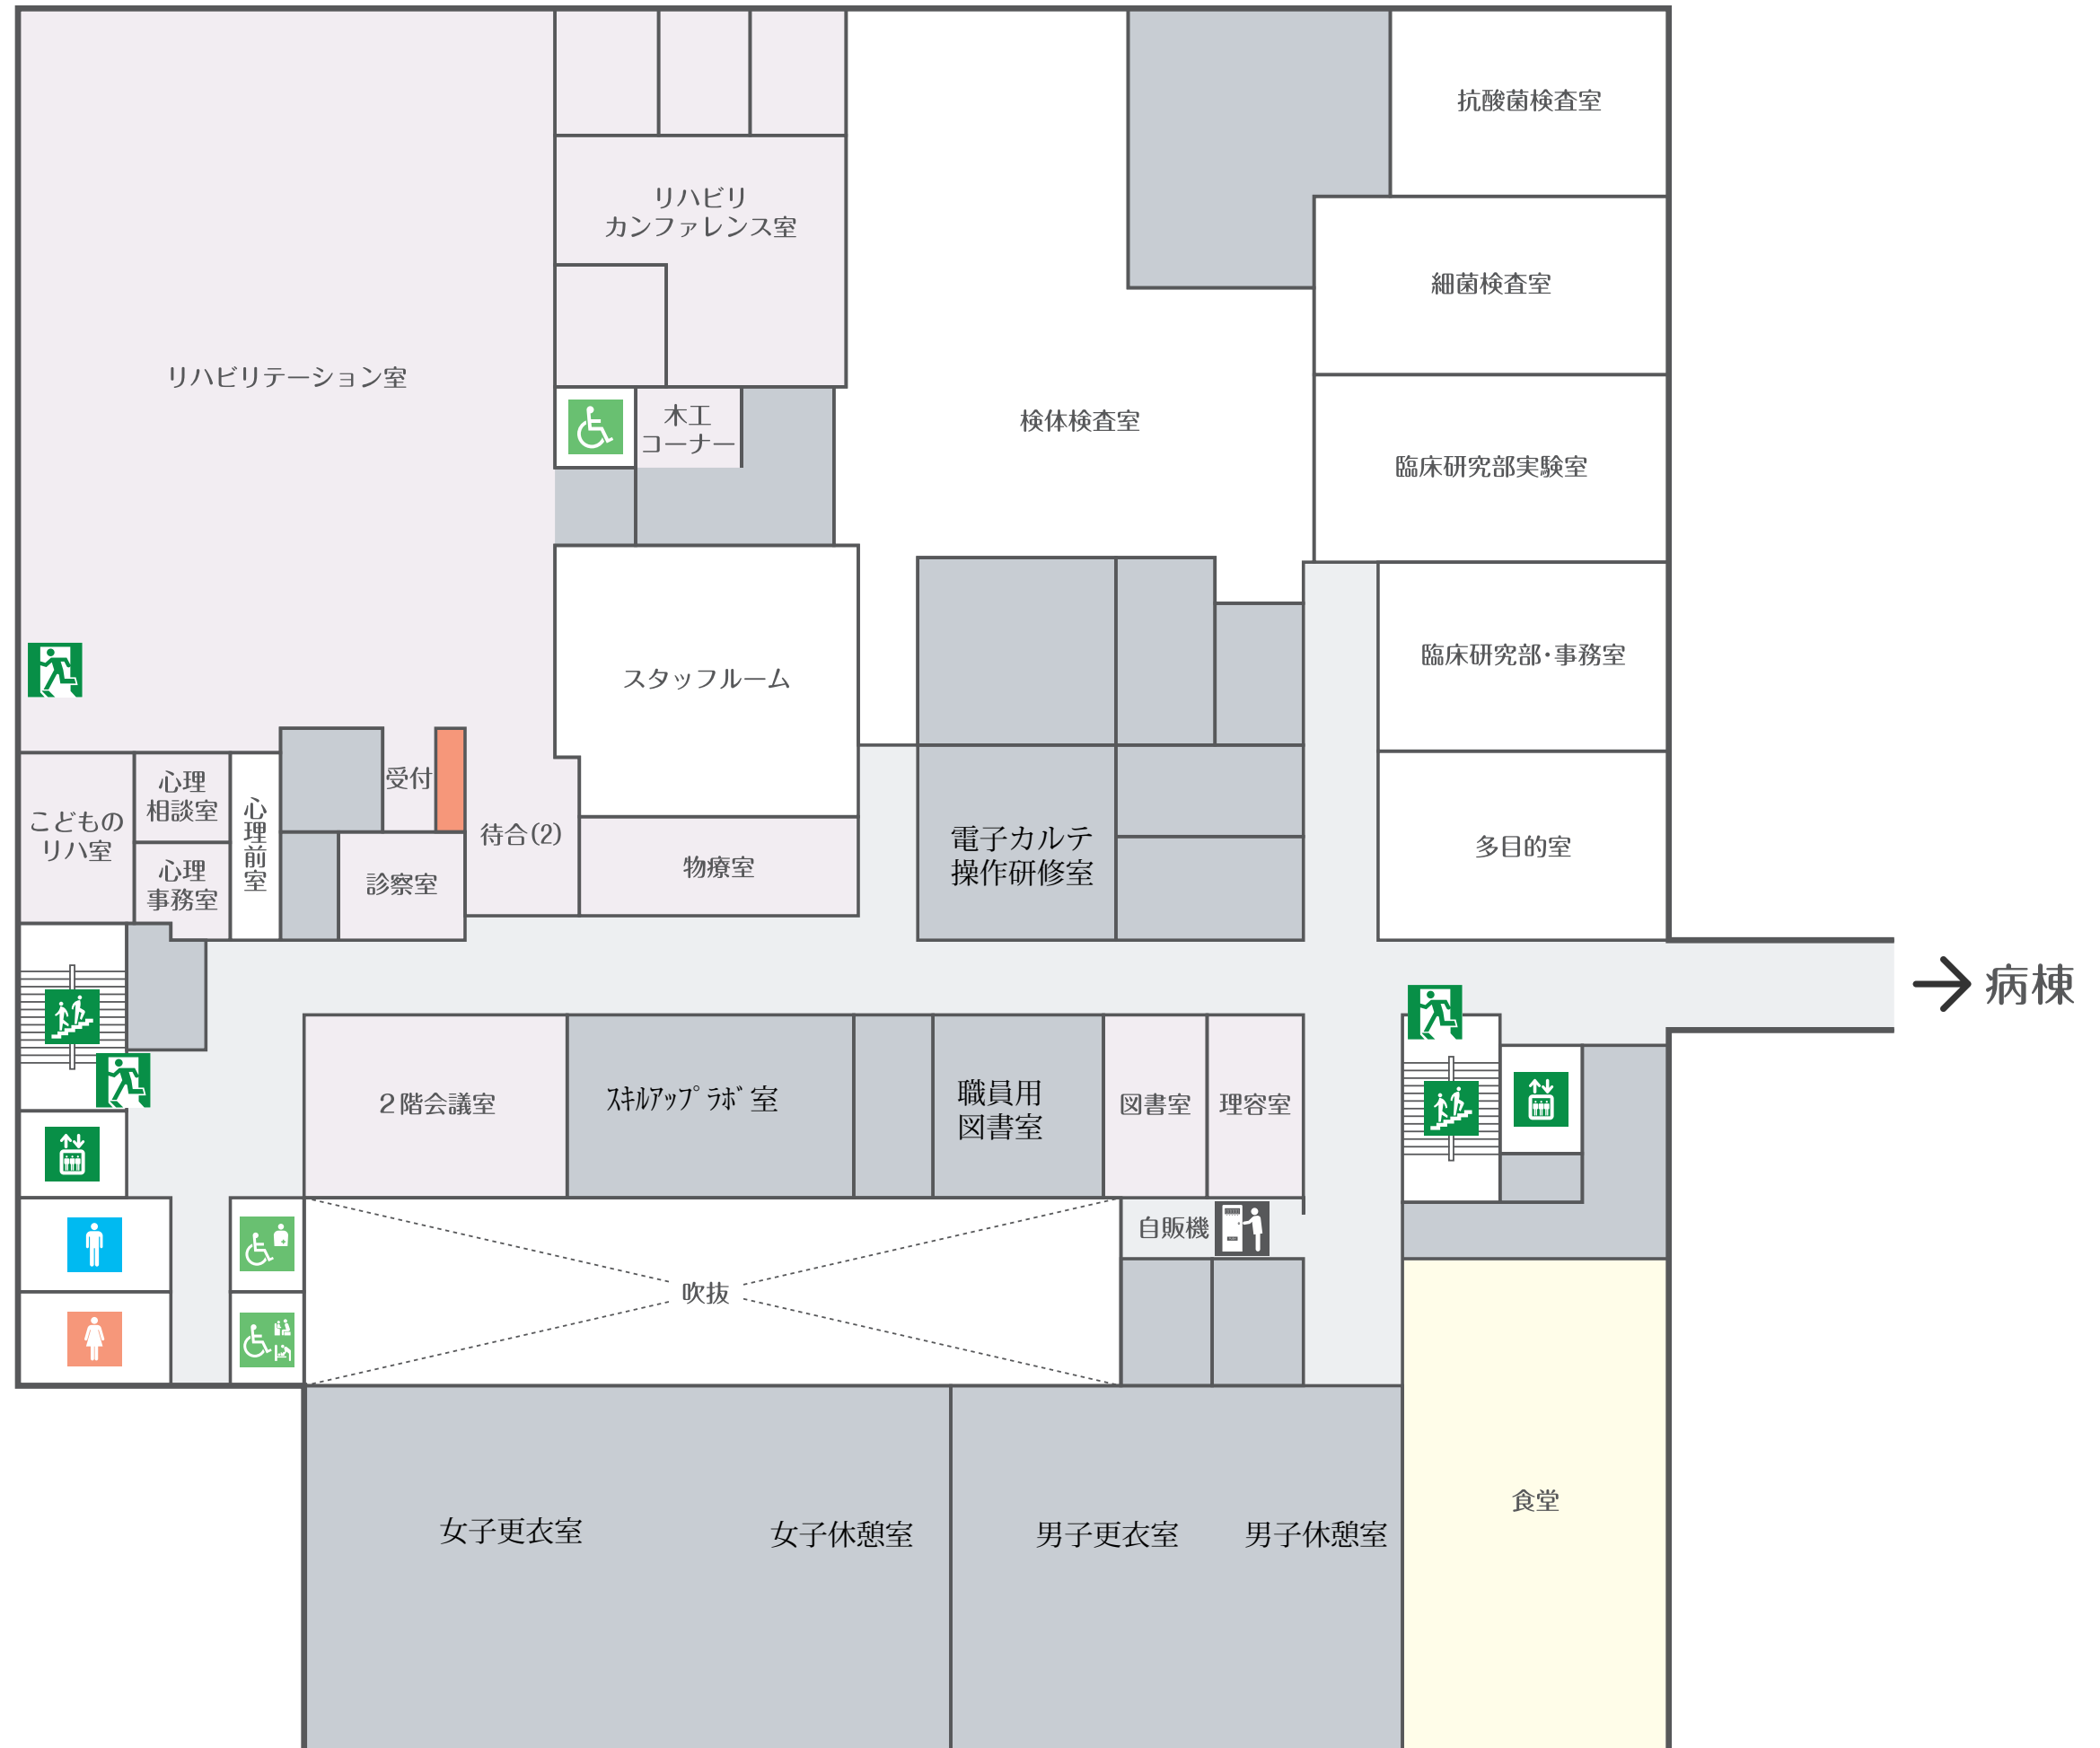 抗酸菌検査室
リハビリ
カンファレンス室
細菌検査室
リハビリテーション室
木工
コーナー
検体検査室
臨床研究部実験室
スタッフルーム
臨床研究部・事務室
心理
相談室
受付
こどもの
リハ室
心理前室
待合(2)
電子カルテ
操作研修室
多目的室
心理
事務室
診察室
物療室
病棟
２階会議室
ｽｷﾙｱｯﾌﾟﾗﾎﾞ室
職員用
図書室
図書室
理容室
自販機
吹抜
食堂
女子更衣室
女子休憩室
男子更衣室
男子休憩室